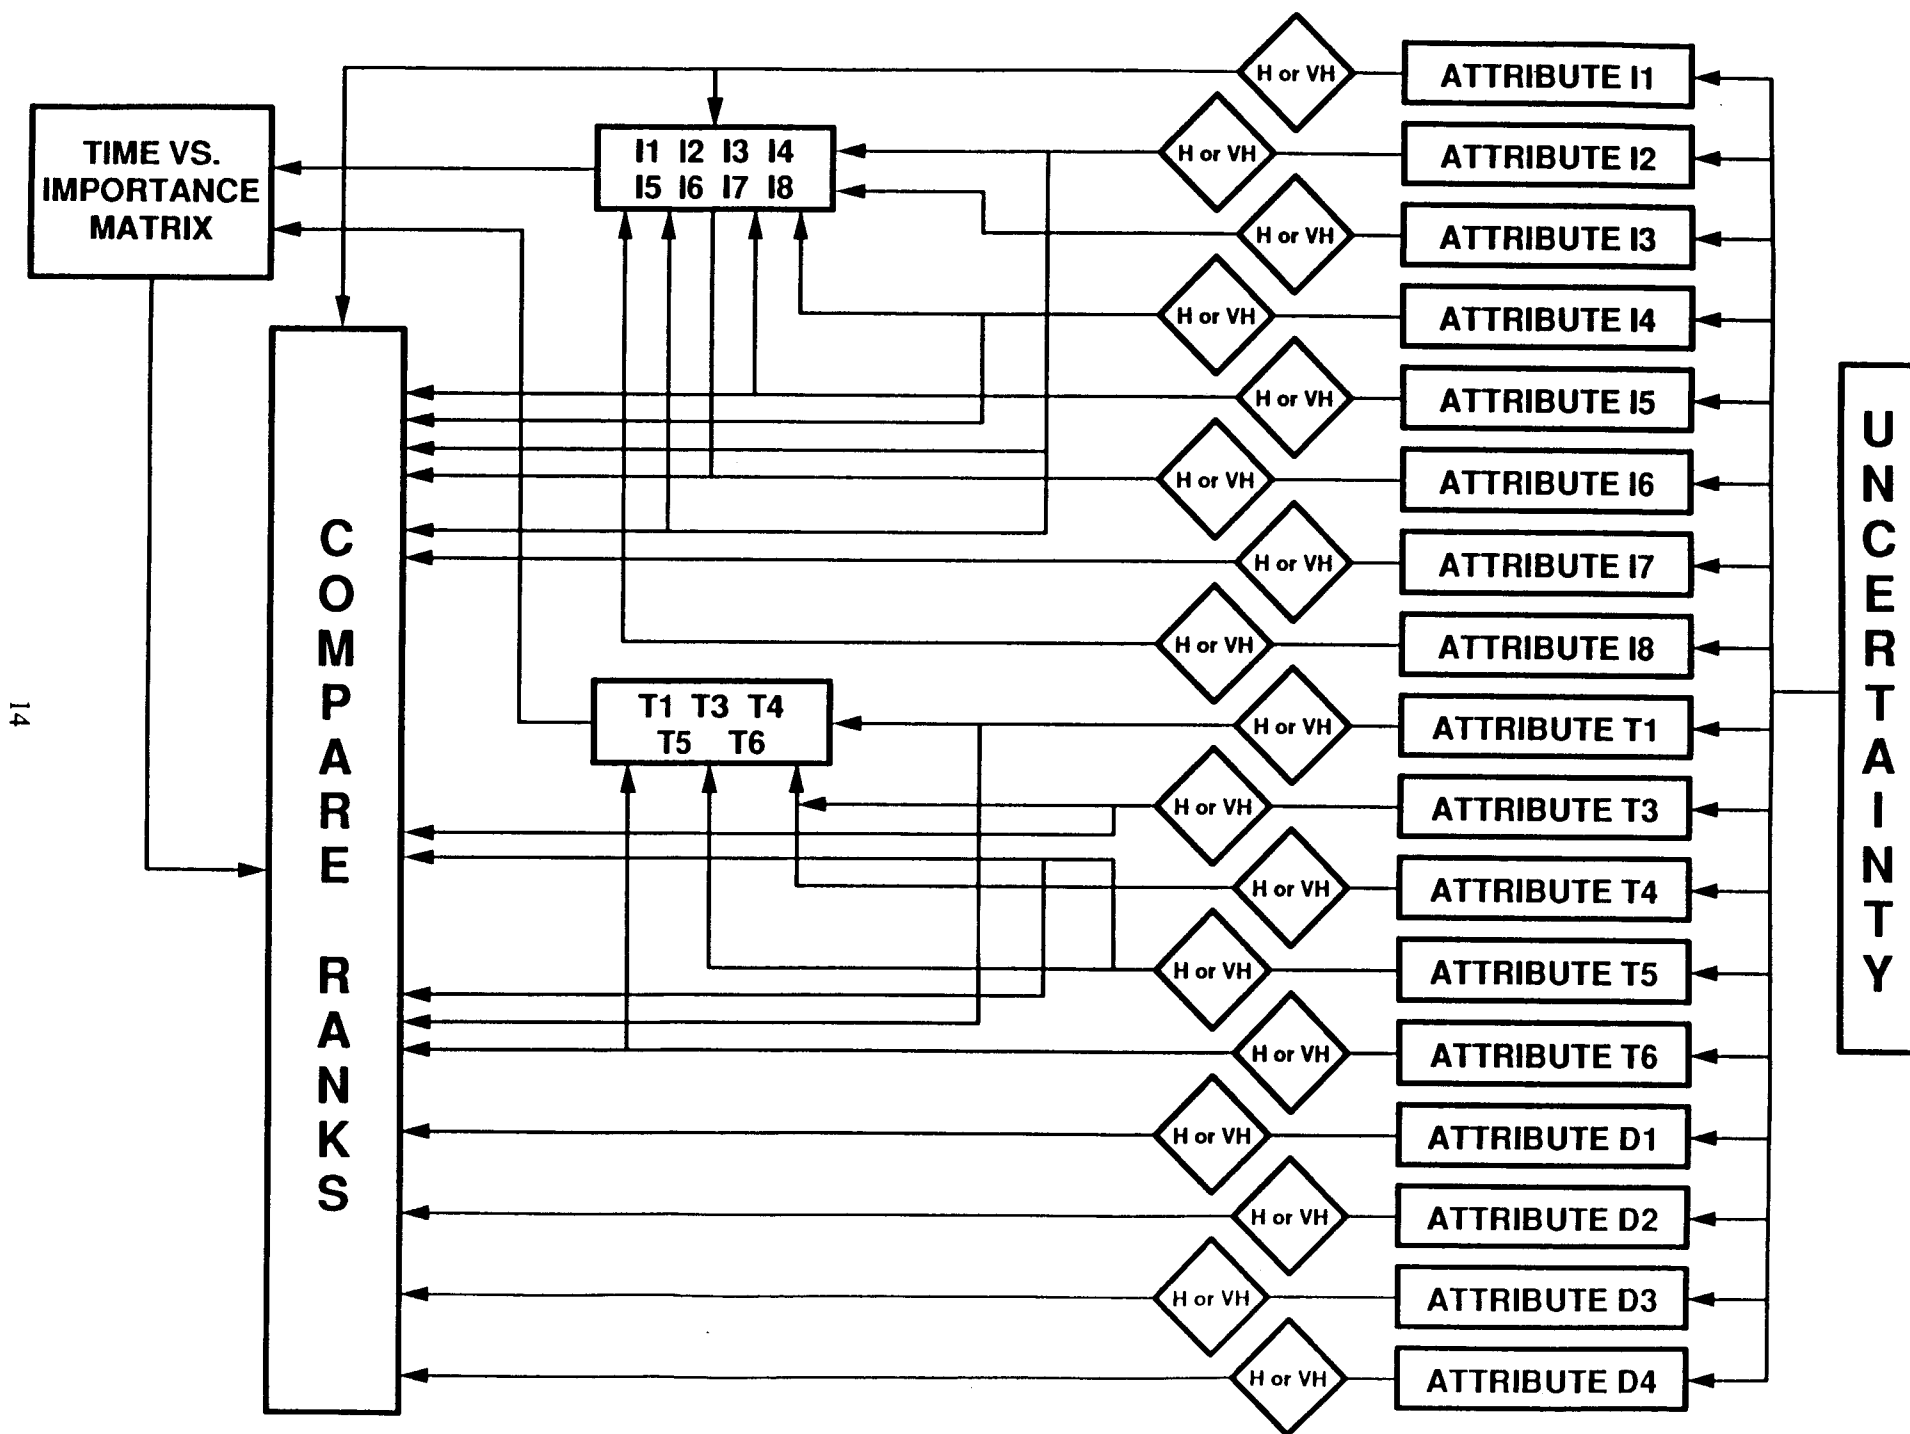 H or VH
ATTRIBUTE I1
TIME VS.
IMPORTANCE
MATRIX
I1 I2 I3 I4
I5 I6 I7 I8
H or VH
ATTRIBUTE I2
H or VH
ATTRIBUTE I3
H or VH
ATTRIBUTE I4
H or VH
ATTRIBUTE I5
H or VH
ATTRIBUTE I6
H or VH
ATTRIBUTE I7
H or VH
ATTRIBUTE I8
T1 T3 T4
T5 T6
H or VH
ATTRIBUTE T1
H or VH
ATTRIBUTE T3
H or VH
ATTRIBUTE T4
H or VH
ATTRIBUTE T5
H or VH
ATTRIBUTE T6
H or VH
ATTRIBUTE D1
H or VH
ATTRIBUTE D2
H or VH
ATTRIBUTE D3
H or VH
ATTRIBUTE D4
COMPARE RANKS
UNCERTAINTY
14